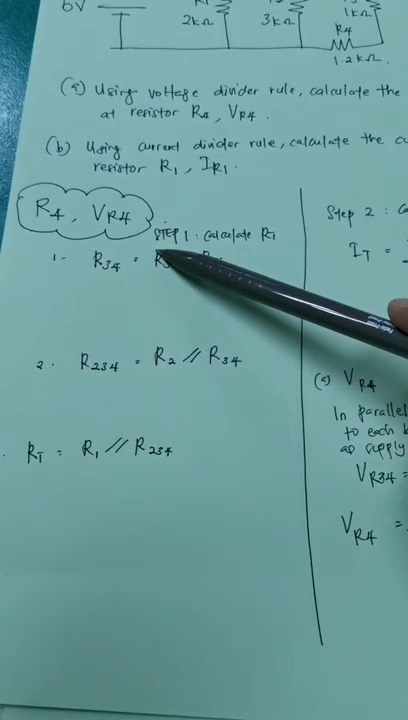 6V
2kΩ
3kΩ
1kΩ
R4
1.2kΩ.
(a) Using voltage divider rule, calculate the
at resistor R4, VR4.
(b) Using current divider rule, calculate the
resistor R1, IR1.
R4, VR4
STEP 1: Calculate RT
1- R34 =
2. R234 = R2 // R34
RT = R1 // R234
Step 2:
IT =
(a) VR4
In parallel
to each
as supply
VR34 =
VR4 =